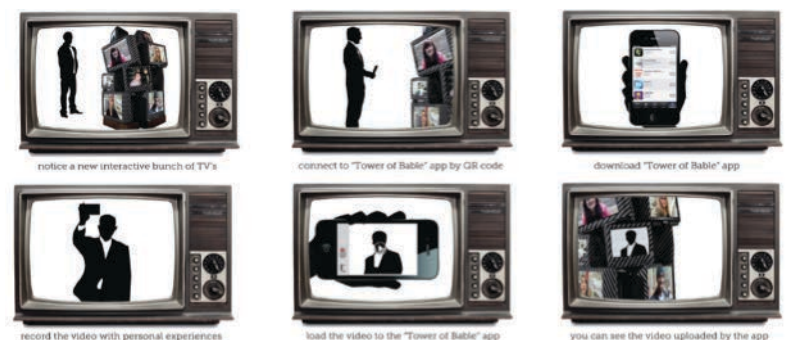 notice a new interactive bunch of TV's
connect to "Tower of Bable" app by QR code
download "Tower of Bable" app
record the video with personal experiences
load the video to the "Tower of Bable" app
you can see the video uploaded by the app